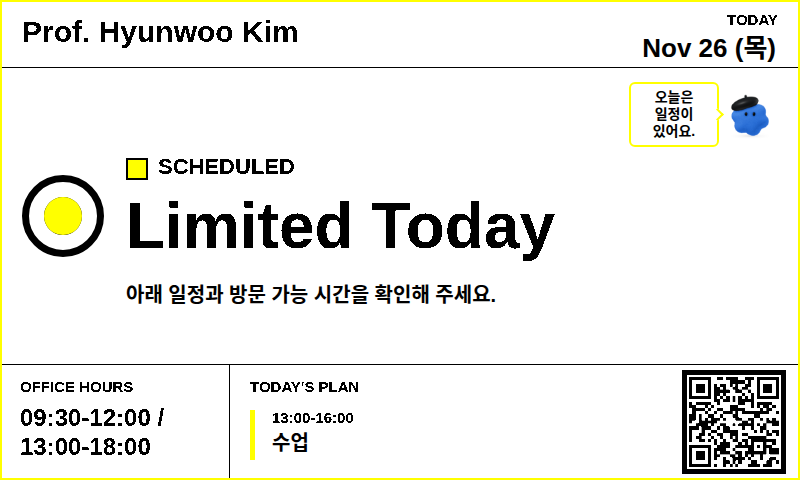 Prof. Hyunwoo Kim
TODAY
Nov 26 (목)
오늘은
일정이
있어요.
SCHEDULED
Limited Today
아래 일정과 방문 가능 시간을 확인해 주세요.
OFFICE HOURS
09:30-12:00 /
13:00-18:00
TODAY'S PLAN
13:00-16:00
수업